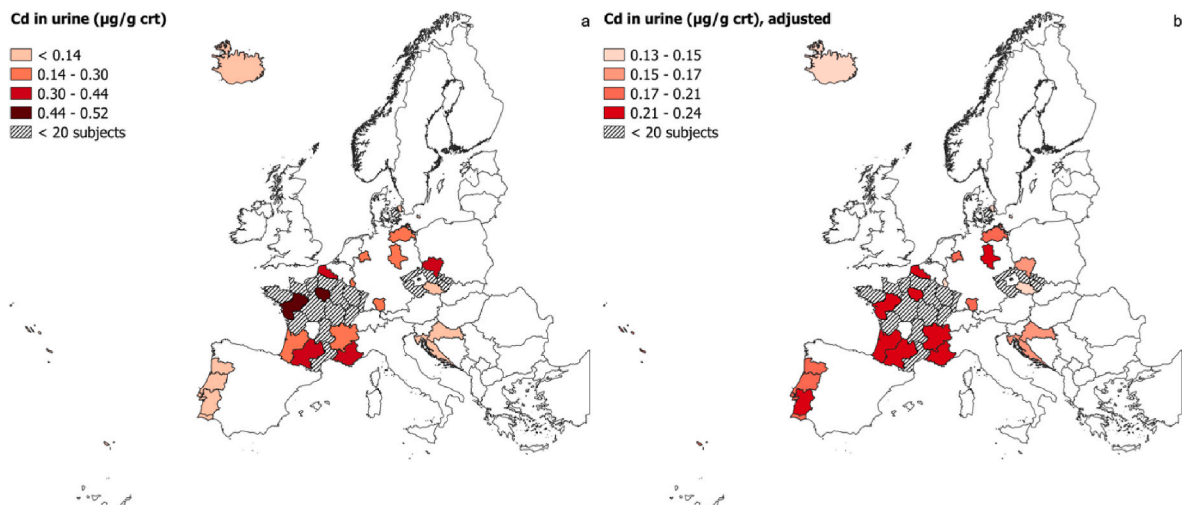 Cd in urine (µg/g crt)
a
< 0.14
0.14 - 0.30
0.30 - 0.44
0.44 - 0.52
< 20 subjects
Cd in urine (µg/g crt), adjusted
b
0.13 - 0.15
0.15 - 0.17
0.17 - 0.21
0.21 - 0.24
< 20 subjects